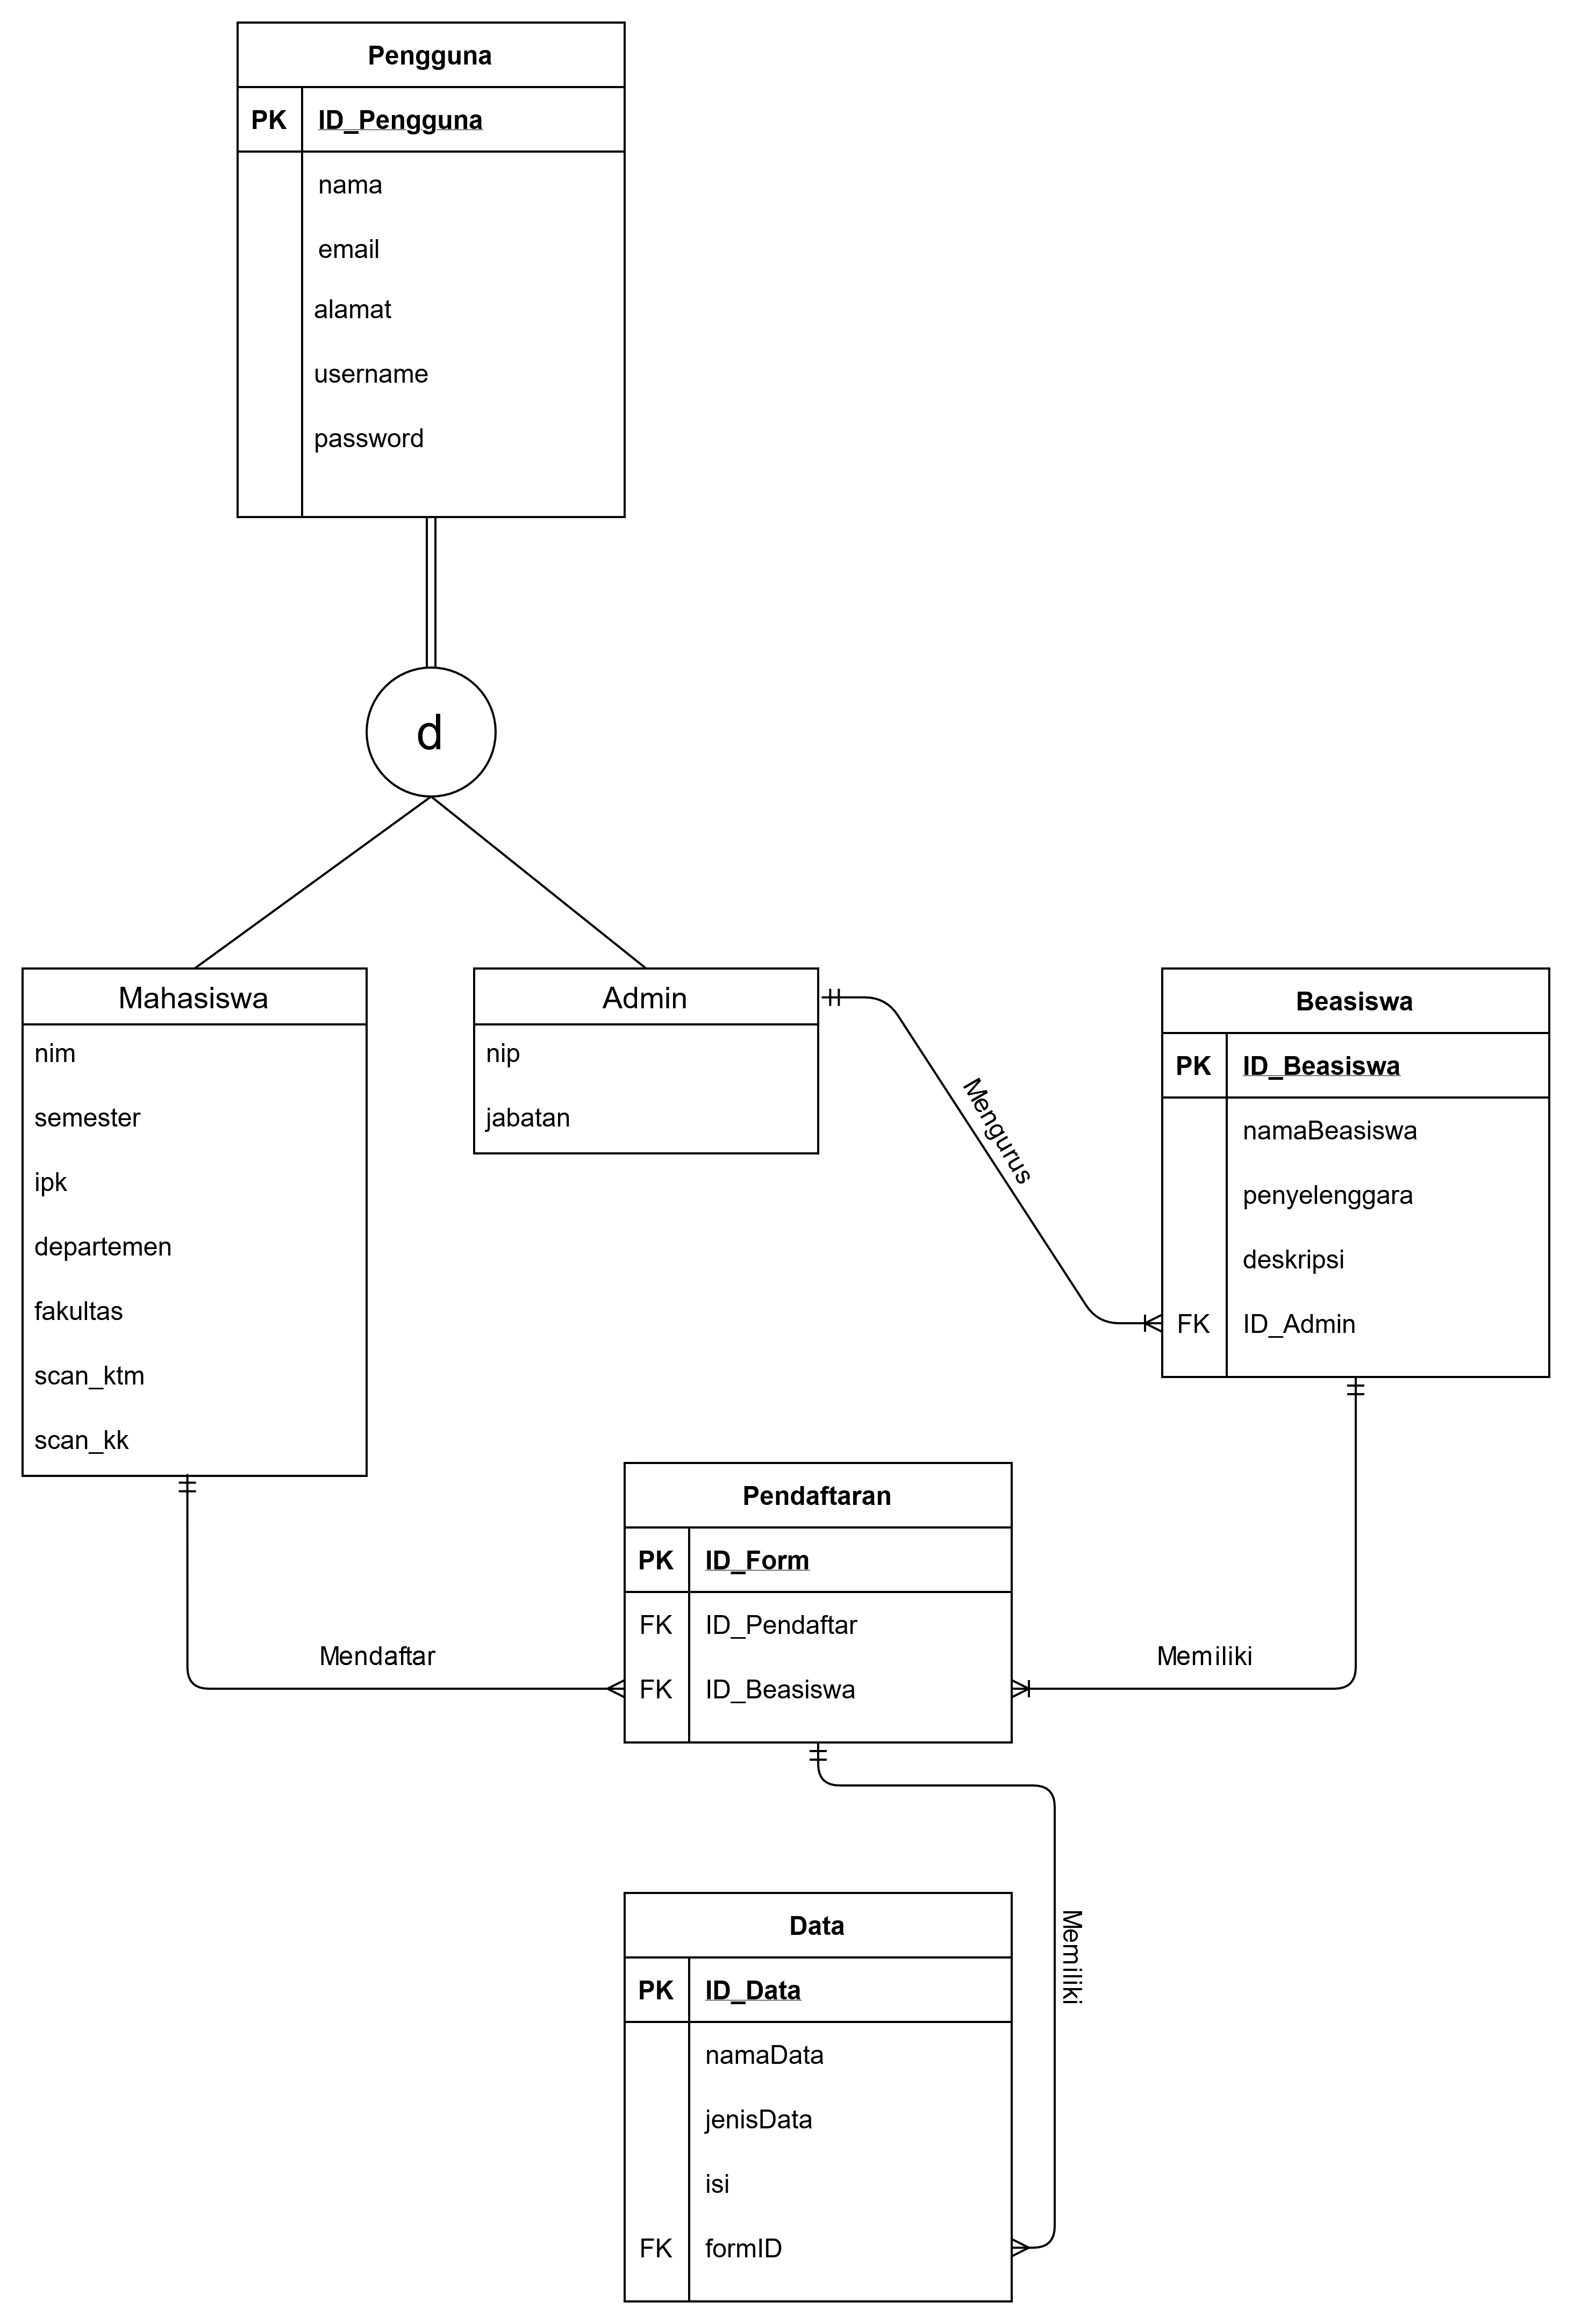 Pengguna
PK ID_Pengguna
nama
email
alamat
username
password
d
Mahasiswa
nim
semester
ipk
departemen
fakultas
scan_ktm
scan_kk
Admin
nip
jabatan
Mengurus
Beasiswa
PK ID_Beasiswa
namaBeasiswa
penyelenggara
deskripsi
FK ID_Admin
Mendaftar
Pendaftaran
PK ID_Form
FK ID_Pendaftar
FK ID_Beasiswa
Memiliki
Memiliki
Data
PK ID_Data
namaData
jenisData
isi
FK formID